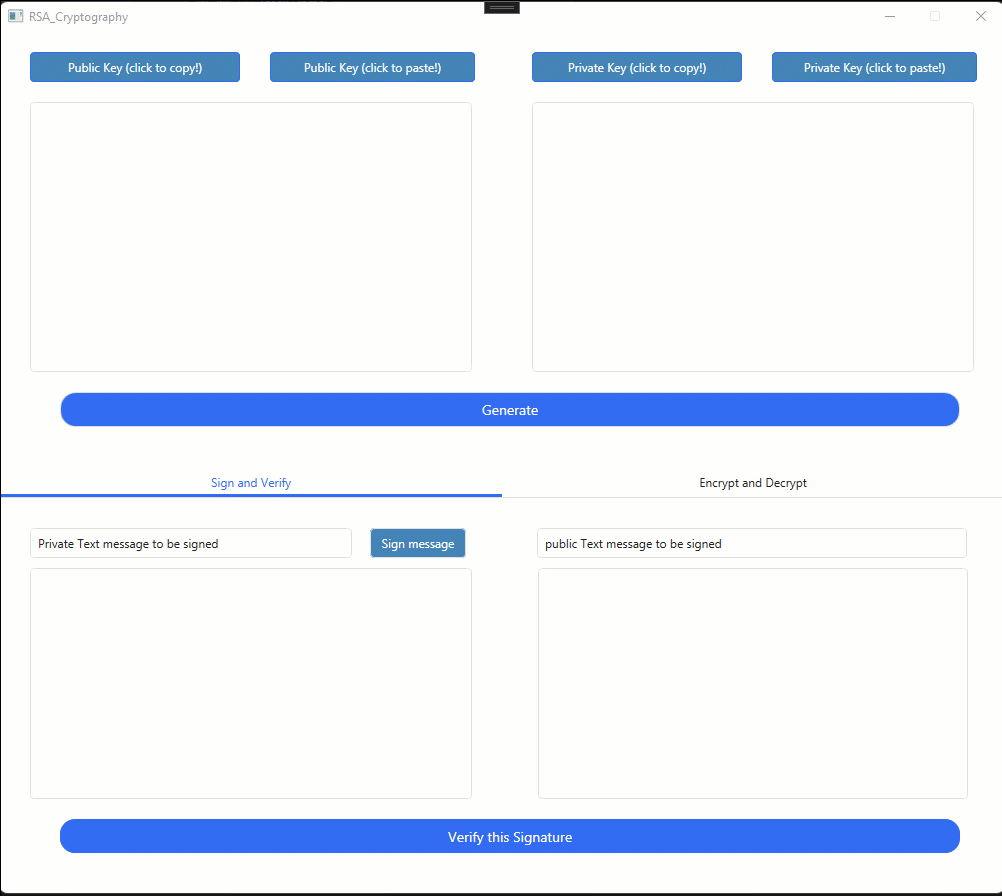 RSA_Cryptography
Public Key (click to copy!)
Public Key (click to paste!)
Private Key (click to copy!)
Private Key (click to paste!)
Generate
Sign and Verify
Encrypt and Decrypt
Private Text message to be signed
Sign message
public Text message to be signed
Verify this Signature